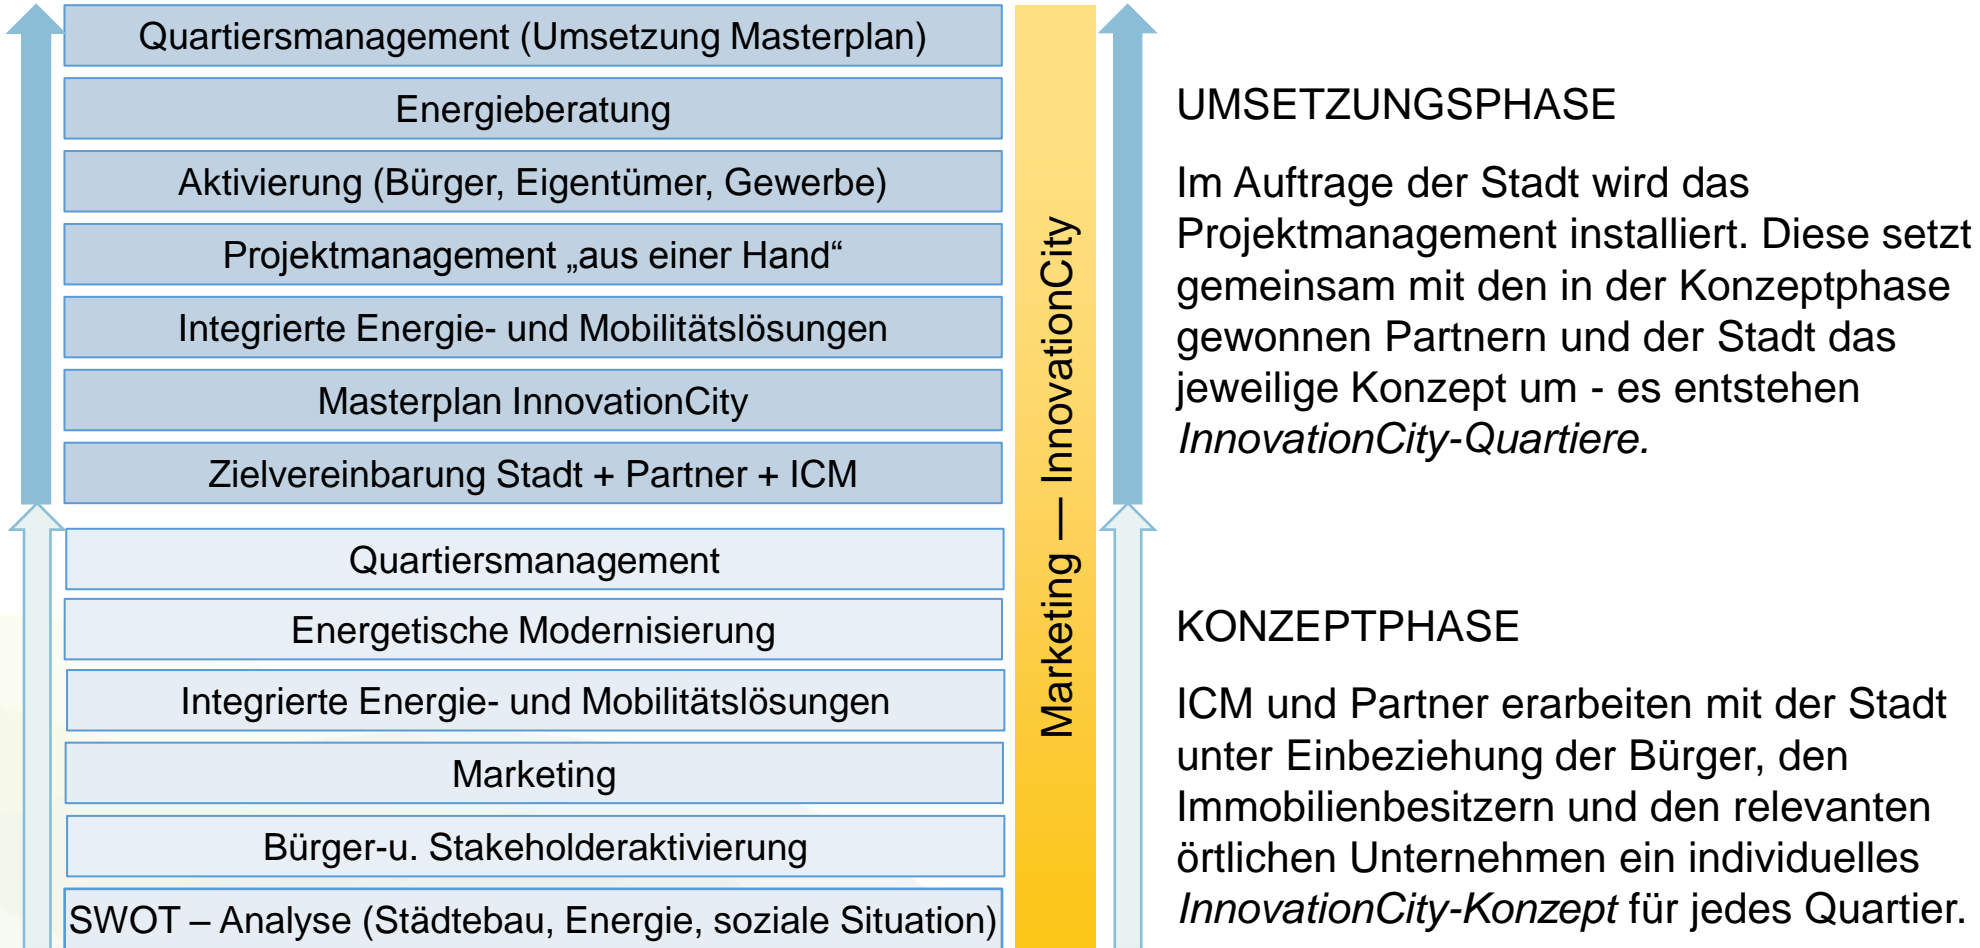 Quartiersmanagement (Umsetzung Masterplan)
Energieberatung
Aktivierung (Bürger, Eigentümer, Gewerbe)
Projektmanagement „aus einer Hand“
Integrierte Energie- und Mobilitätslösungen
Masterplan InnovationCity
Zielvereinbarung Stadt + Partner + ICM
Quartiersmanagement
Energetische Modernisierung
Integrierte Energie- und Mobilitätslösungen
Marketing
Bürger-u. Stakeholderaktivierung
SWOT – Analyse (Städtebau, Energie, soziale Situation)
Marketing — InnovationCity
UMSETZUNGSPHASE
Im Auftrage der Stadt wird das
Projektmanagement installiert. Diese setzt
gemeinsam mit den in der Konzeptphase
gewonnen Partnern und der Stadt das
jeweilige Konzept um - es entstehen
InnovationCity-Quartiere.
KONZEPTPHASE
ICM und Partner erarbeiten mit der Stadt
unter Einbeziehung der Bürger, den
Immobilienbesitzern und den relevanten
örtlichen Unternehmen ein individuelles
InnovationCity-Konzept für jedes Quartier.